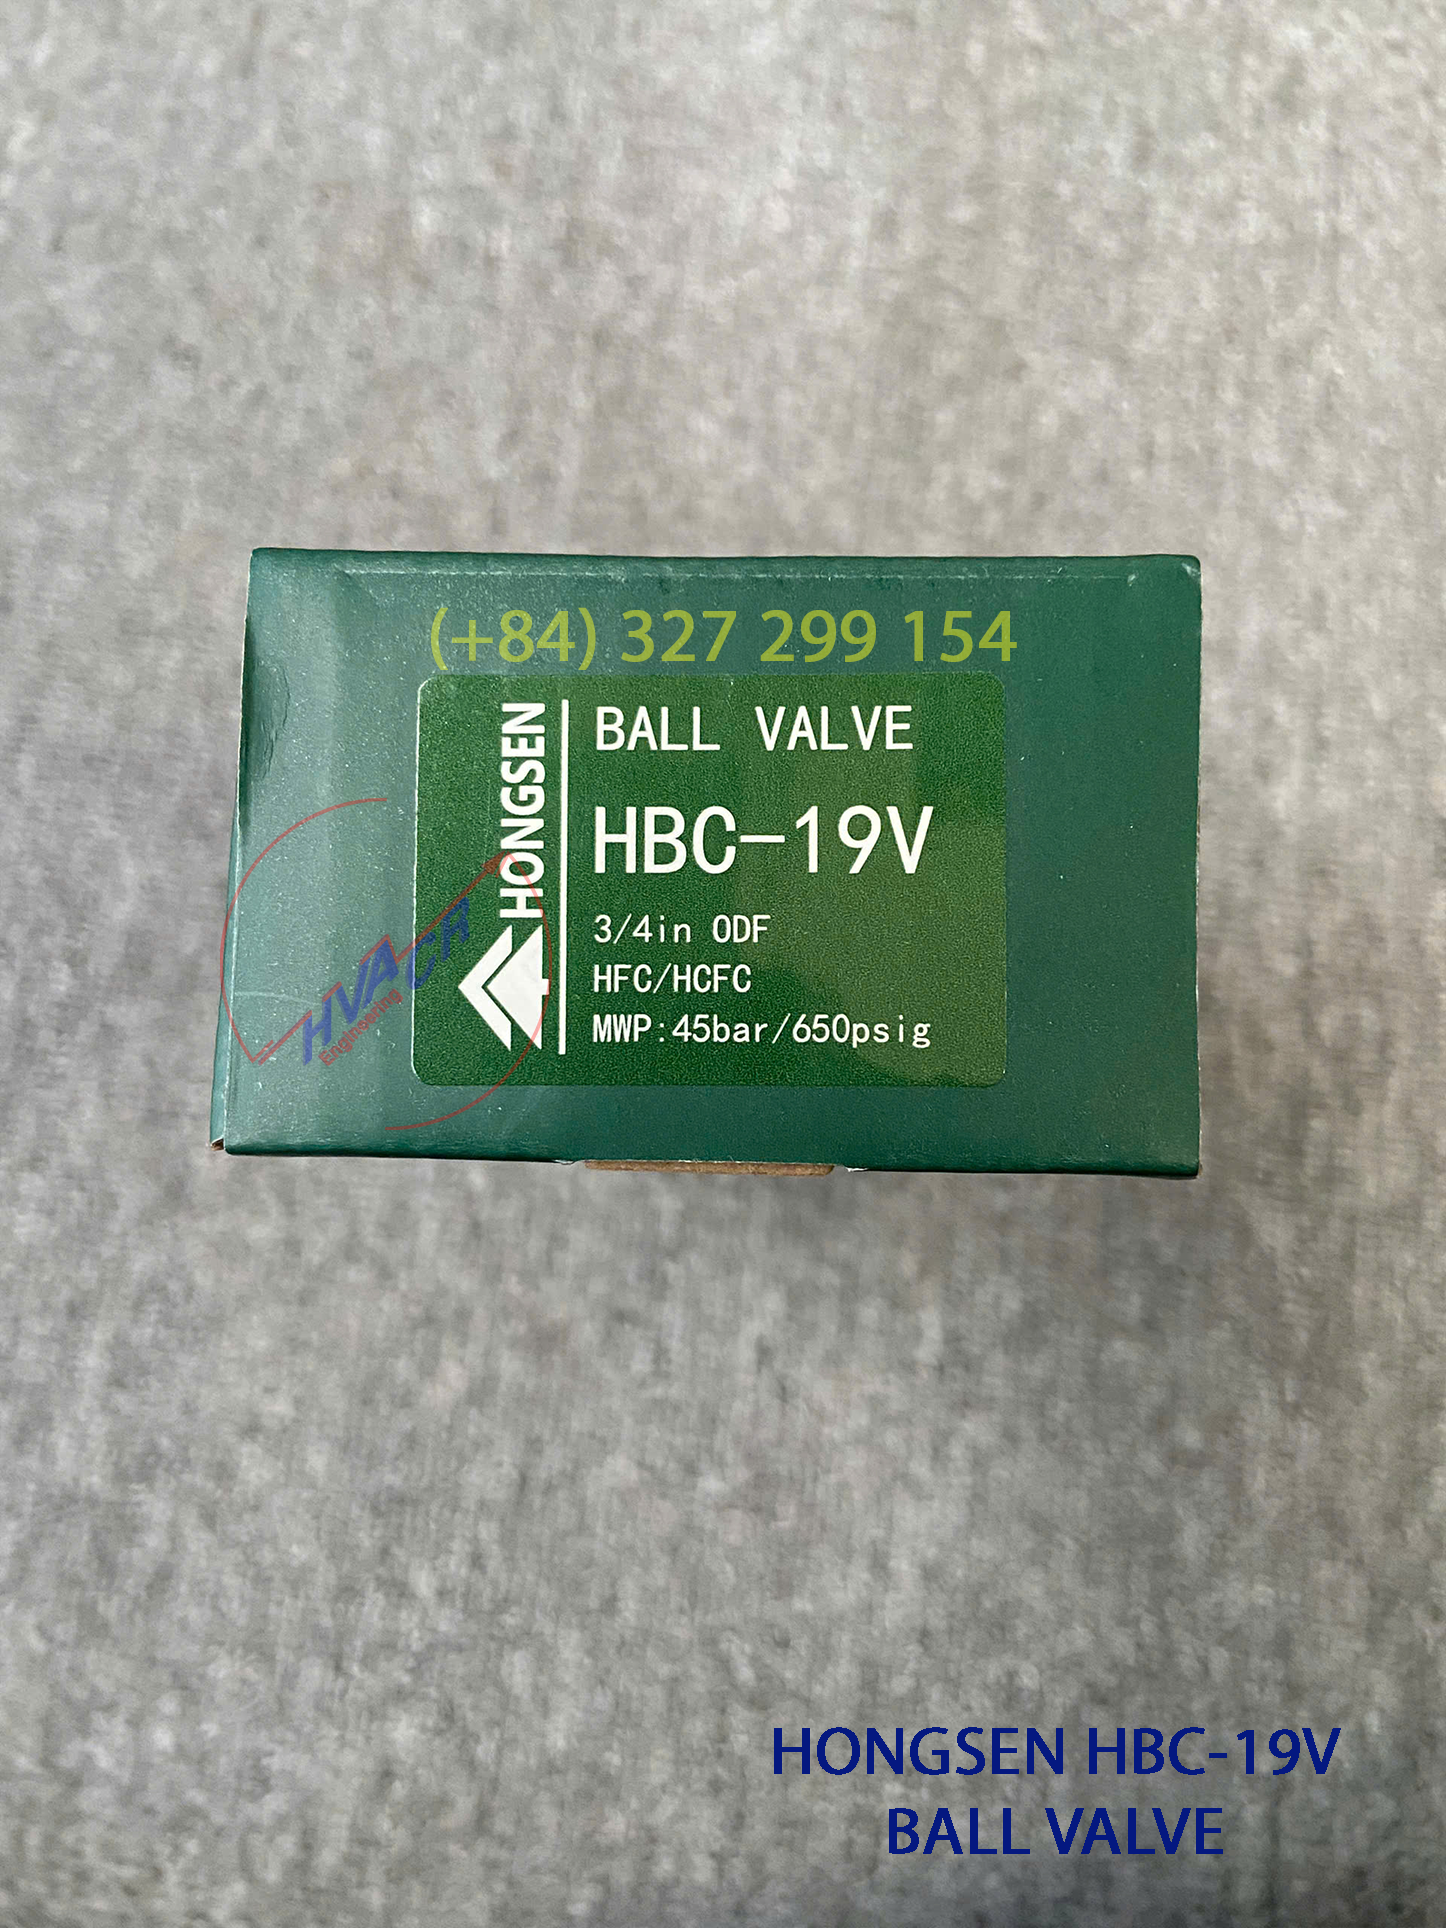 (+84) 327 299 154
HONGSEN
BALL VALVE
HBC-19V
3/4in ODF
HFC/HCFC
MWP:45bar/650psig
HVACR
Engineering
HONGSEN HBC-19V
BALL VALVE